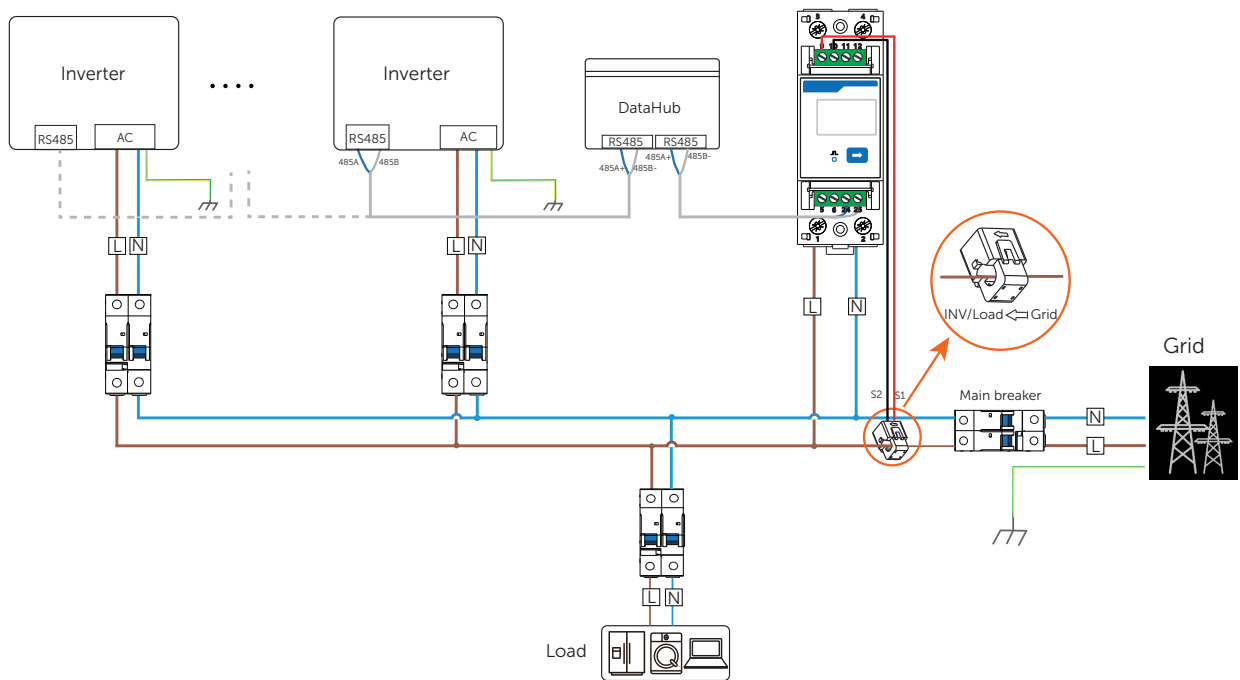 Inverter
RS485
AC
Inverter
RS485
AC
485A
485B
DataHub
RS485
RS485
485A+
485B-
485A+
485B-
3
4
9
10
11
12
5
6
24
25
1
2
L
N
L
N
L
N
INV/Load
Grid
S2
S1
Main breaker
Grid
N
L
L
N
Load